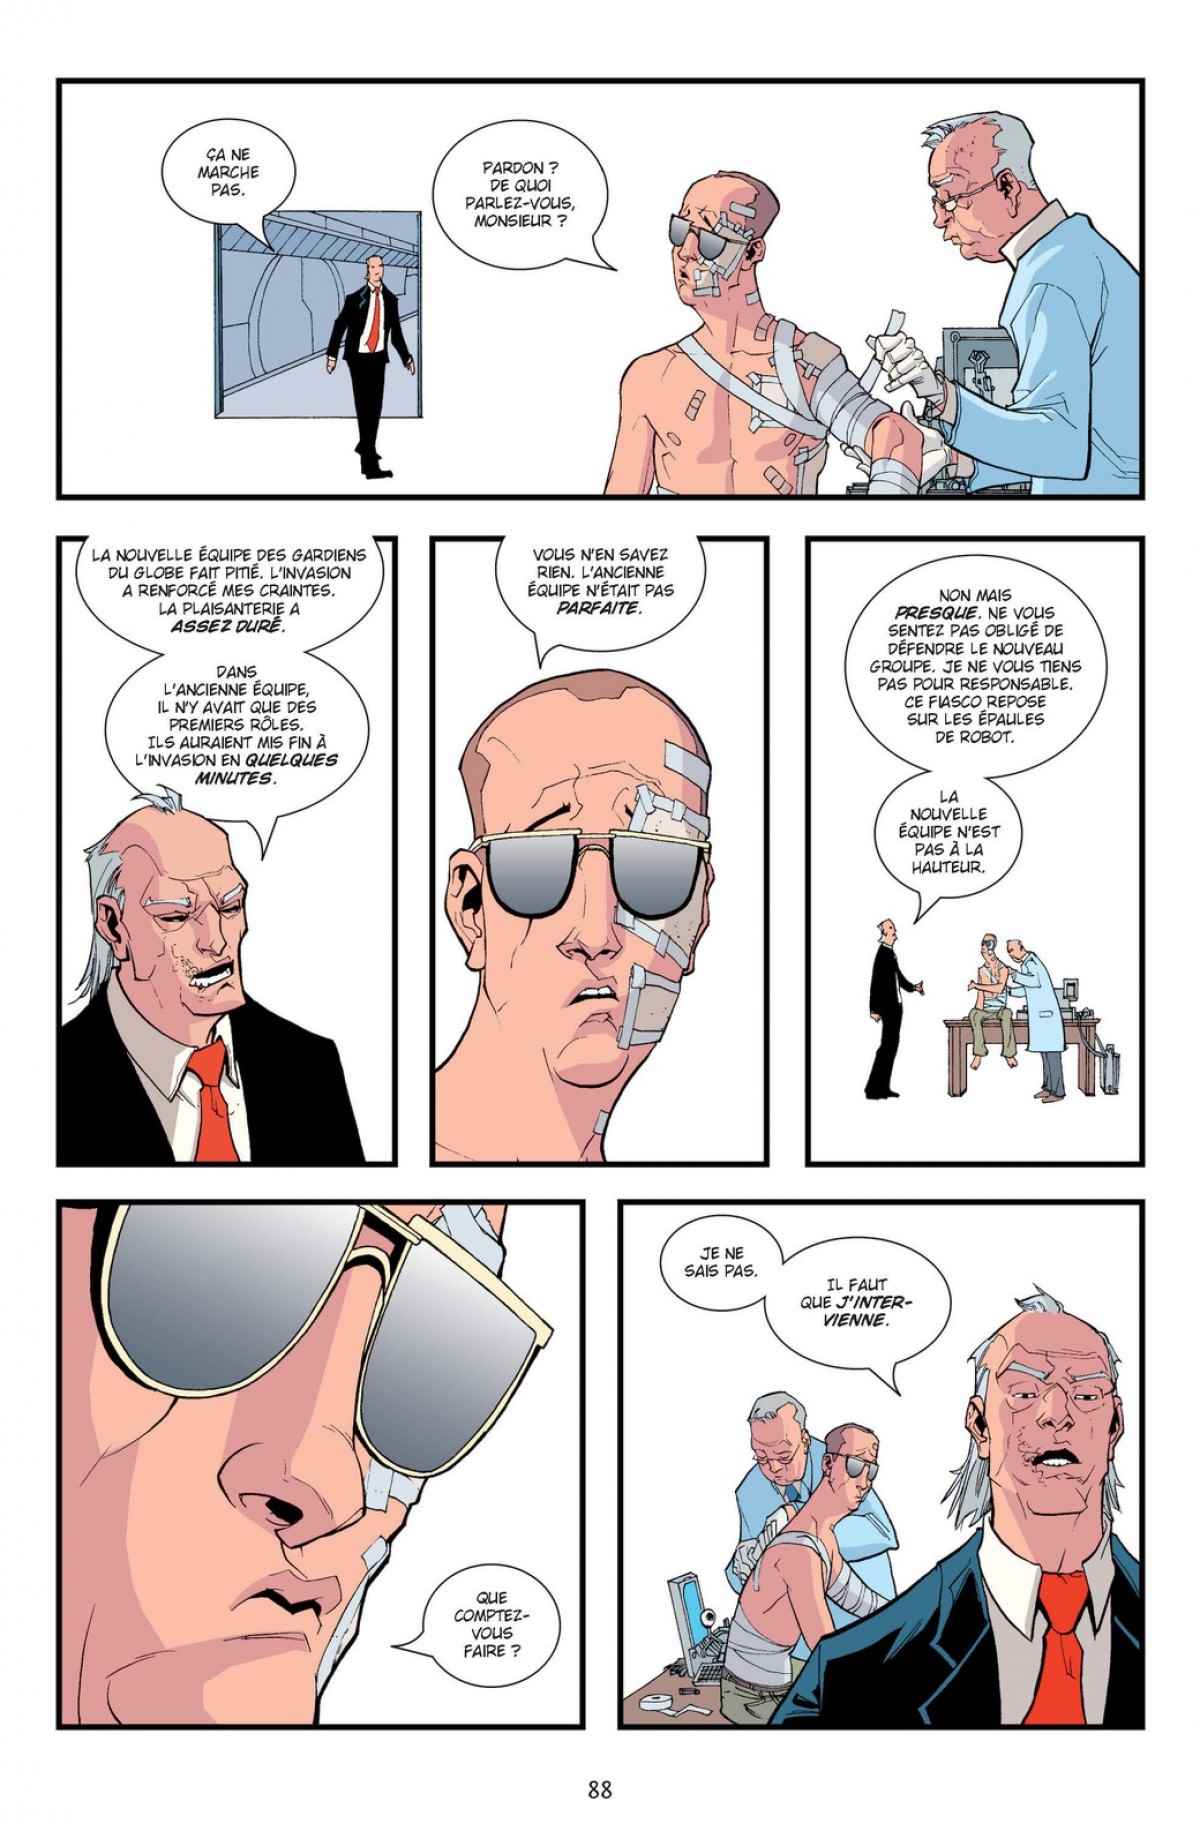 ÇA NE
MARCHE
PAS.
PARDON ?
DE QUOI
PARLEZ-VOUS,
MONSIEUR ?
LA NOUVELLE ÉQUIPE DES GARDIENS
DU GLOBE FAIT PITIÉ. L'INVASION
A RENFORCÉ MES CRAINTES.
LA PLAISANTERIE A
ASSEZ DURÉ.
DANS
L'ANCIENNE ÉQUIPE,
IL N'Y AVAIT QUE DES
PREMIERS RÔLES.
ILS AURAIENT MIS FIN À
L'INVASION EN QUELQUES
MINUTES.
VOUS N'EN SAVEZ
RIEN. L'ANCIENNE
ÉQUIPE N'ÉTAIT PAS
PARFAITE.
NON MAIS
PRESQUE. NE VOUS
SENTEZ PAS OBLIGÉ DE
DÉFENDRE LE NOUVEAU
GROUPE. JE NE VOUS TIENS
PAS POUR RESPONSABLE.
CE FIASCO REPOSE
SUR LES ÉPAULES
DE ROBOT.
LA
NOUVELLE
ÉQUIPE N'EST
PAS À LA
HAUTEUR.
QUE
COMPTEZ-
VOUS
FAIRE ?
JE NE
SAIS PAS.
IL FAUT
QUE J'INTER-
VIENNE.
88